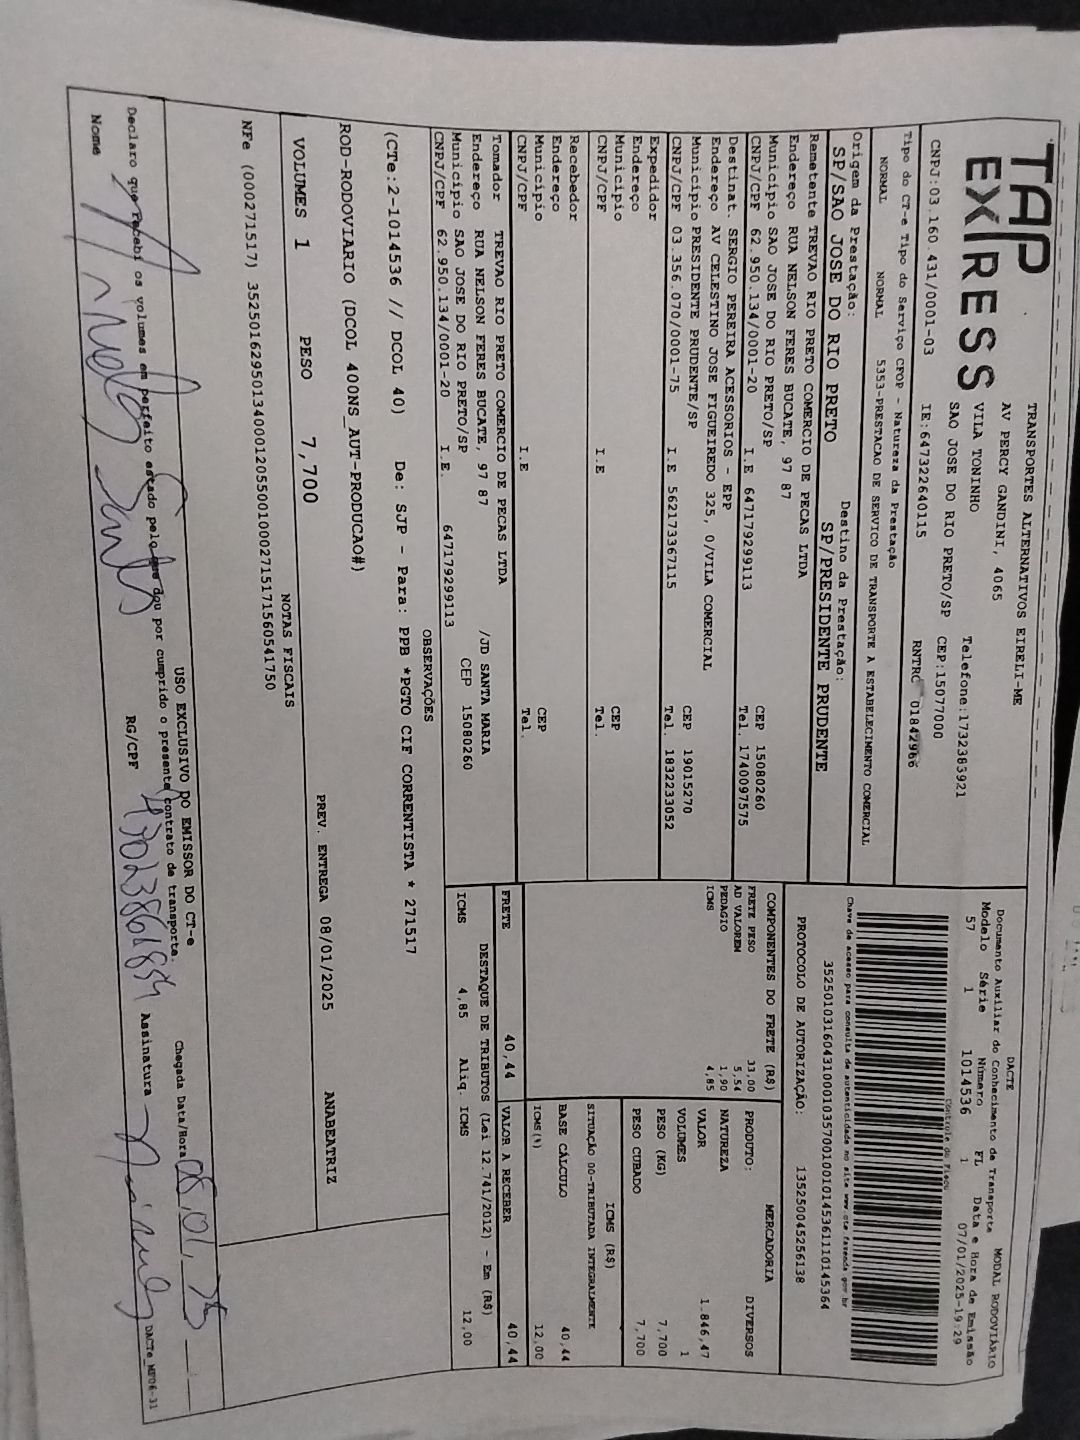 TAP
EXPRESS
TRANSPORTES ALTERNATIVOS EIRELI-ME
AV PERCY GANDINI, 4065
VILA TONINHO
SAO JOSE DO RIO PRETO/SP CEP:15077000
Telefone:1732385921
CNPJ:03.160.431/0001-03 IE:647322640115 RNTRC 01842966
Tipo do CT-e Tipo do Serviço CFOP - Natureza da Prestação
NORMAL NORMAL 5353-PRESTACAO DE SERVICO DE TRANSPORTE A ESTABELECIMENTO COMERCIAL
Origem da Prestação: Destino da Prestação:
SP/SAO JOSE DO RIO PRETO SP/PRESIDENTE PRUDENTE
Remetente TREVAO RIO PRETO COMERCIO DE PECAS LTDA
Endereço RUA NELSON FERES BUCATE, 97 87
Município SAO JOSE DO RIO PRETO/SP CEP 15080260
CNPJ/CPF 62.950.134/0001-20 I.E 647179299113 Tel. 1740097575
Destinat. SERGIO PEREIRA ACESSORIOS - EPP
Endereço AV CELESTINO JOSE FIGUEIREDO 325, 0/VILA COMERCIAL
Município PRESIDENTE PRUDENTE/SP CEP 19015270
CNPJ/CPF 03.356.070/0001-75 I.E 562173367115 Tel. 1832233052
Expedidor
Endereço
Município CEP
CNPJ/CPF I.E Tel.
Recebedor
Endereço
Município CEP
CNPJ/CPF I.E Tel.
Tomador TREVAO RIO PRETO COMERCIO DE PECAS LTDA
Endereço RUA NELSON FERES BUCATE, 97 87 /JD SANTA MARIA
Município SAO JOSE DO RIO PRETO/SP CEP 15080260
CNPJ/CPF 62.950.134/0001-20 I.E. 647179299113
DACTE MODAL RODOVIÁRIO
Documento Auxiliar do Conhecimento de Transporte
Modelo Série Número FL Data e Hora de Emissão
57 1 1014536 1 07/01/2025-19:29
Controle do Fisco
Chave de acesso para consulta de autenticidade no site www.cte.fazenda.gov.br
35250103160431000103570010010145361110145364
PROTOCOLO DE AUTORIZAÇÃO: 135250045256138
COMPONENTES DO FRETE (R$)
FRETE PESO 33,00
AD VALOREM 5,54
PEDAGIO 1,90
ICMS 4,85
MERCADORIA
PRODUTO: DIVERSOS
NATUREZA
VALOR 1.846,47
VOLUMES 1
PESO (KG) 7,700
PESO CUBADO 7,700
ICMS (R$)
SITUAÇÃO 00-TRIBUTADA INTEGRALMENTE
BASE CÁLCULO 40,44
ICMS(%) 12,00
FRETE 40,44 VALOR A RECEBER 40,44
DESTAQUE DE TRIBUTOS (Lei 12.741/2012) - Em (R$)
ICMS 4,85 Aliq. ICMS 12,00
OBSERVAÇÕES
(CTe:2-1014536 // DCOL 40) De: SJP - Para: PPB *PGTO CIF CORRENTISTA * 271517
ROD-RODOVIARIO (DCOL 400NS_AUT-PRODUCAO#)
VOLUMES 1 PESO 7,700 PREV. ENTREGA 08/01/2025 ANABEATRIZ
NOTAS FISCAIS
NFe (000271517) 35250162950134000120550010002715171560541750
USO EXCLUSIVO DO EMISSOR DO CT-e
Declaro que recebi os volumes em perfeito estado pelo que dou por cumprido o presente contrato de transporte.
Chegada Data/Hora 08/01/25
Nome RG/CPF Assinatura
DACTe MF06-31